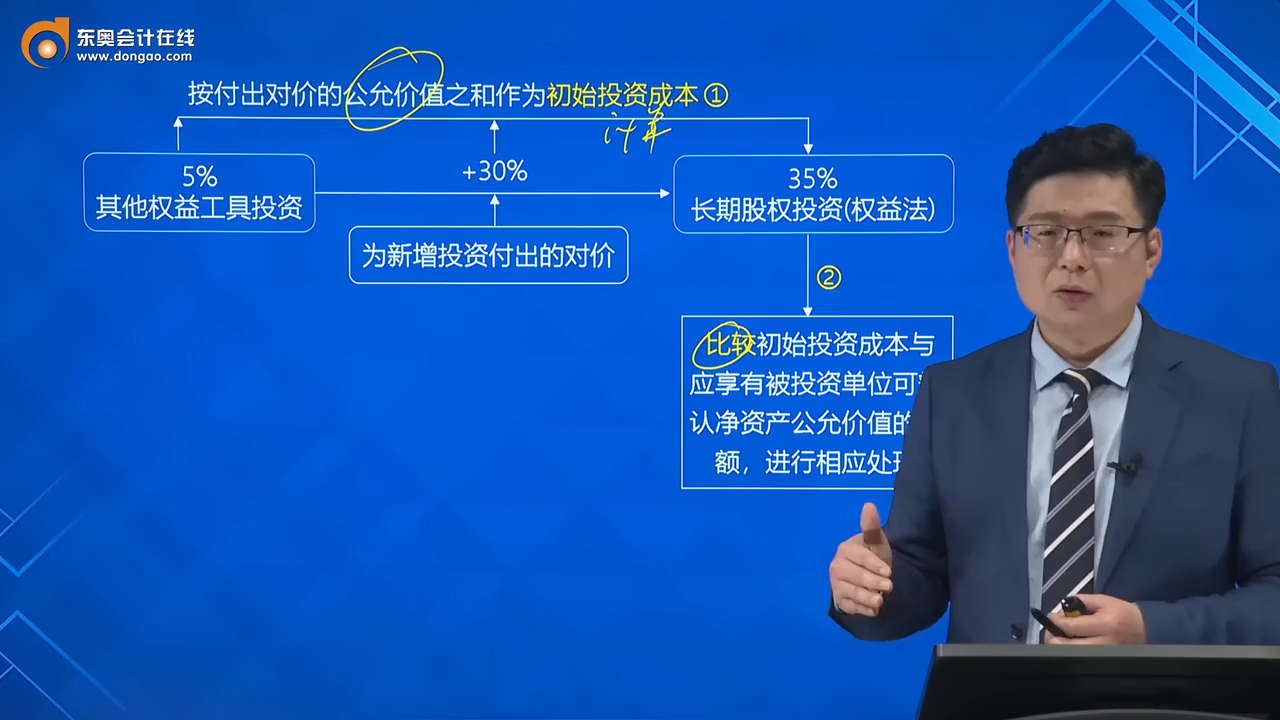 东奥会计在线
www.dongao.com
按付出对价的公允价值之和作为初始投资成本①
计算
5%
其他权益工具投资
+30%
为新增投资付出的对价
35%
长期股权投资(权益法)
②
比较初始投资成本与
应享有被投资单位可
认净资产公允价值的
额，进行相应处